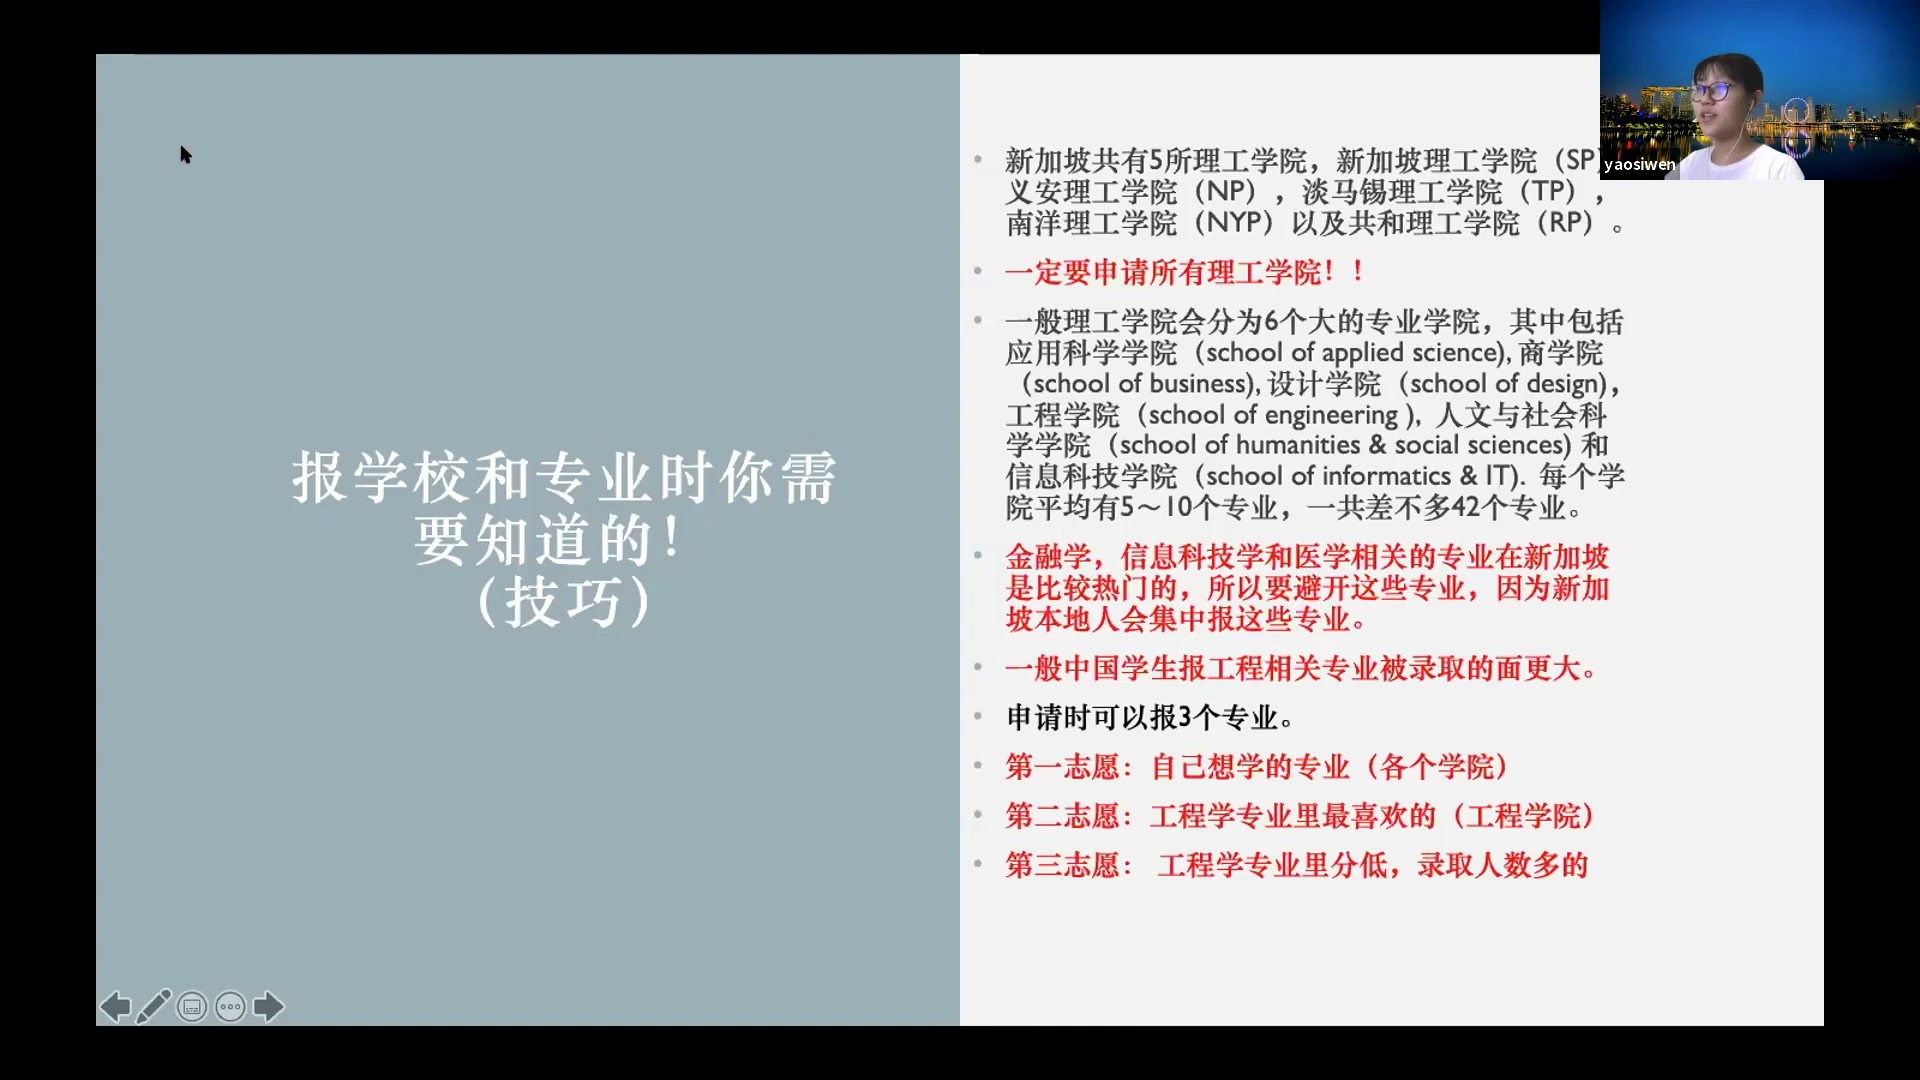 报学校和专业时你需
要知道的！
（技巧）
新加坡共有5所理工学院，新加坡理工学院（SP）
义安理工学院（NP），淡马锡理工学院（TP），
南洋理工学院（NYP）以及共和理工学院（RP）。
一定要申请所有理工学院！！
一般理工学院会分为6个大的专业学院，其中包括
应用科学学院（school of applied science), 商学院
（school of business), 设计学院（school of design)，
工程学院（school of engineering ），人文与社会科
学学院（school of humanities & social sciences) 和
信息科技学院（school of informatics & IT). 每个学
院平均有5～10个专业，一共差不多42个专业。
金融学，信息科技学和医学相关的专业在新加坡
是比较热门的，所以要避开这些专业，因为新加
坡本地人会集中报这些专业。
一般中国学生报工程相关专业被录取的面更大。
申请时可以报3个专业。
第一志愿：自己想学的专业（各个学院）
第二志愿：工程学专业里最喜欢的（工程学院）
第三志愿： 工程学专业里分低，录取人数多的
yaosiwen